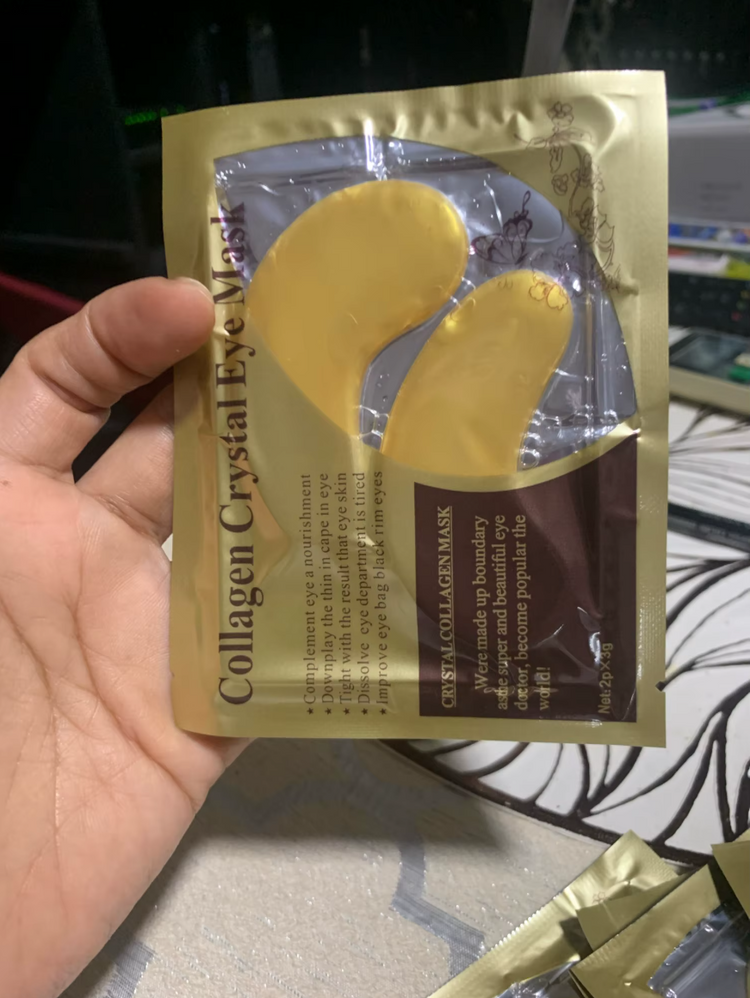 Collagen Crystal Eye Mask
★ Complement eye a nourishment
★ Downplay the thin in cape in eye
★ Tight with the result that eye skin
★ Dissolve eye department is tired
★ Improve eye bag black rim eyes
CRYSTAL COLLAGEN MASK
Were made up boundary
asthe super and beautiful eye
doctor, become popular the
world!
Net:2p×3g